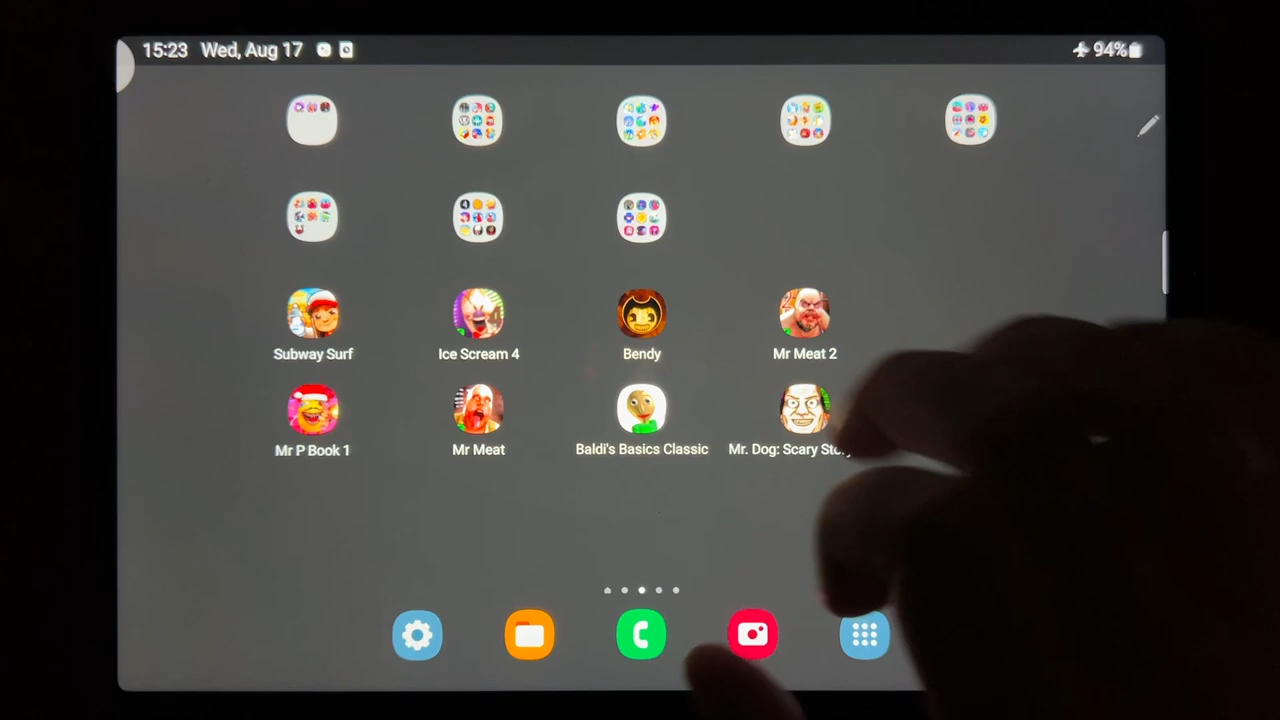 15:23 Wed, Aug 17 94%
Subway Surf Ice Scream 4 Bendy Mr Meat 2
Mr P Book 1 Mr Meat Baldi's Basics Classic Mr. Dog: Scary